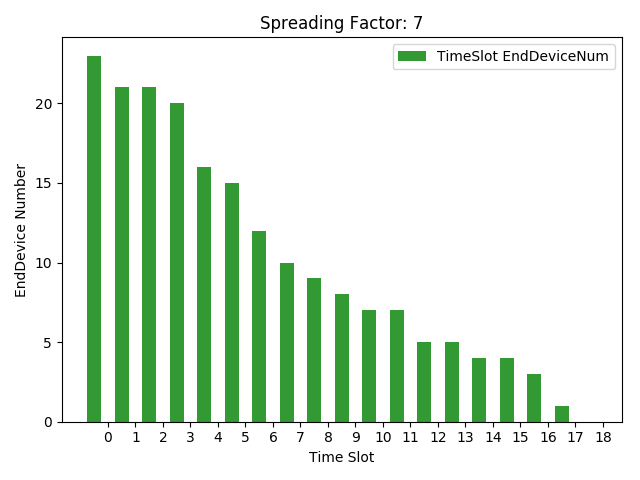 Spreading Factor: 7
TimeSlot EndDeviceNum
EndDevice Number
20
15
10
5
0
0 1 2 3 4 5 6 7 8 9 10 11 12 13 14 15 16 17 18
Time Slot